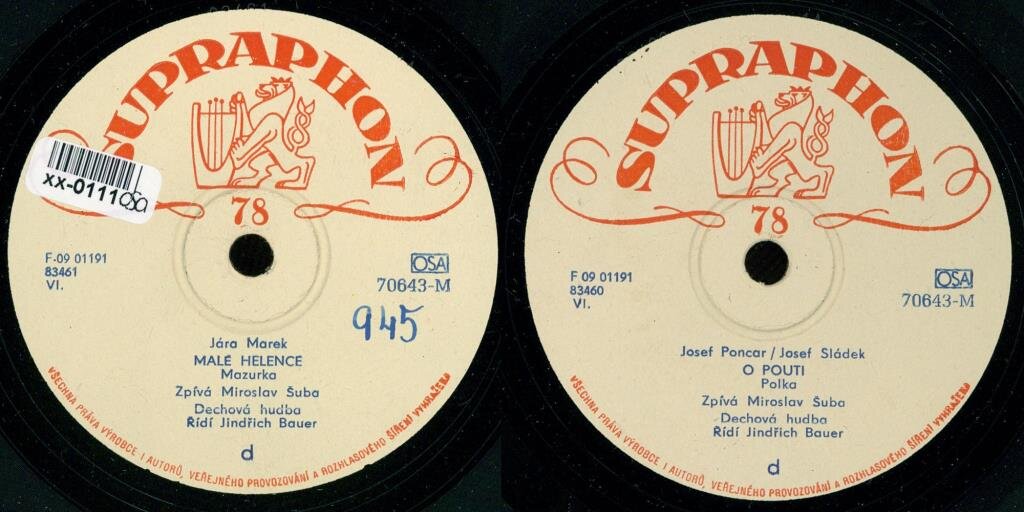 SUPRAPHON
78
xx-0111
OSA
F-09 01191
83461
VI.
OSA
70643-M
945
Jára Marek
MALÉ HELENCE
Mazurka
Zpívá Miroslav Šuba
Dechová hudba
Řídí Jindřich Bauer
d
VŠECHNA PRÁVA VÝROBCE I AUTORŮ, VEŘEJNÉHO PROVOZOVÁNÍ A ROZHLASOVÉHO ŠÍŘENÍ VYHRAŽENA
SUPRAPHON
78
F 09 01191
83460
VI.
OSA
70643-M
Josef Poncar / Josef Sládek
O POUTI
Polka
Zpívá Miroslav Šuba
Dechová hudba
Řídí Jindřich Bauer
d
VŠECHNA PRÁVA VÝROBCE I AUTORŮ, VEŘEJNÉHO PROVOZOVÁNÍ A ROZHLASOVÉHO ŠÍŘENÍ VYHRAŽENA